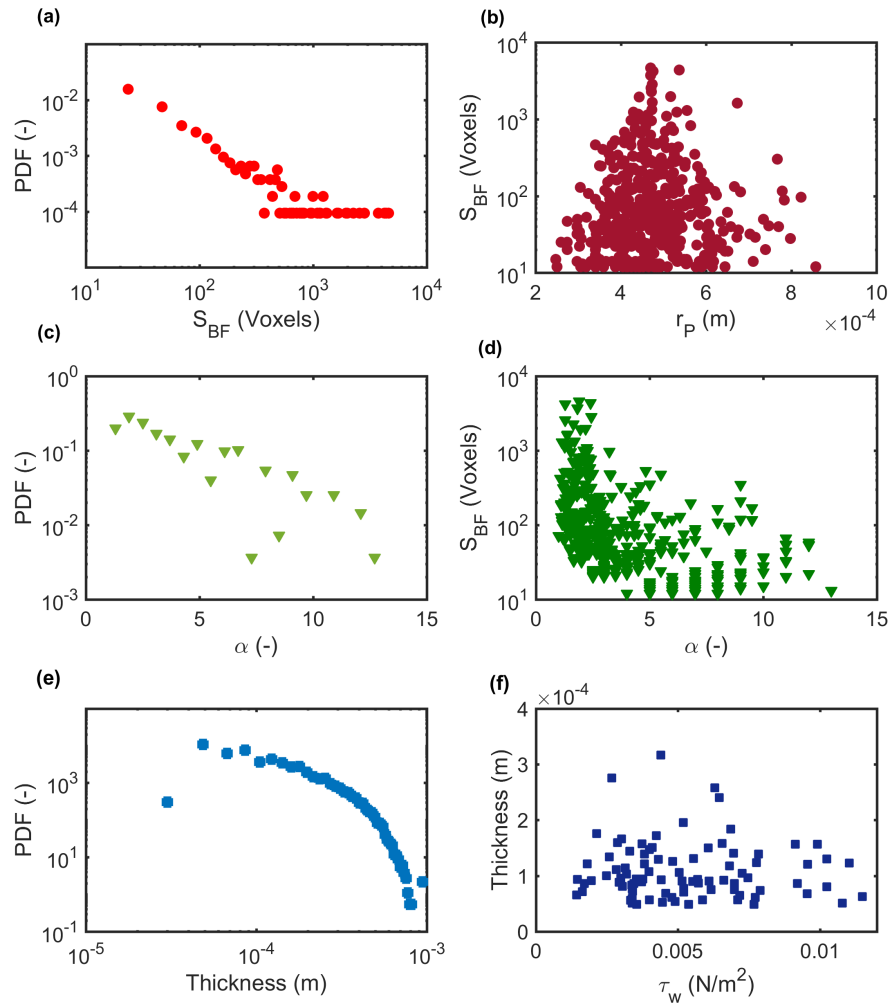 (a)
PDF (-)
10^-2
10^-3
10^-4
10^1 10^2 10^3 10^4
S_BF (Voxels)
(b)
S_BF (Voxels)
10^4
10^3
10^2
10^1
2 4 6 8 10
r_P (m)
×10^-4
(c)
PDF (-)
10^0
10^-1
10^-2
10^-3
0 5 10 15
α (-)
(d)
S_BF (Voxels)
10^4
10^3
10^2
10^1
0 5 10 15
α (-)
(e)
PDF (-)
10^3
10^1
10^-1
10^-5 10^-4 10^-3
Thickness (m)
(f)
×10^-4
Thickness (m)
4
3
2
1
0
0 0.005 0.01
τ_w (N/m^2)